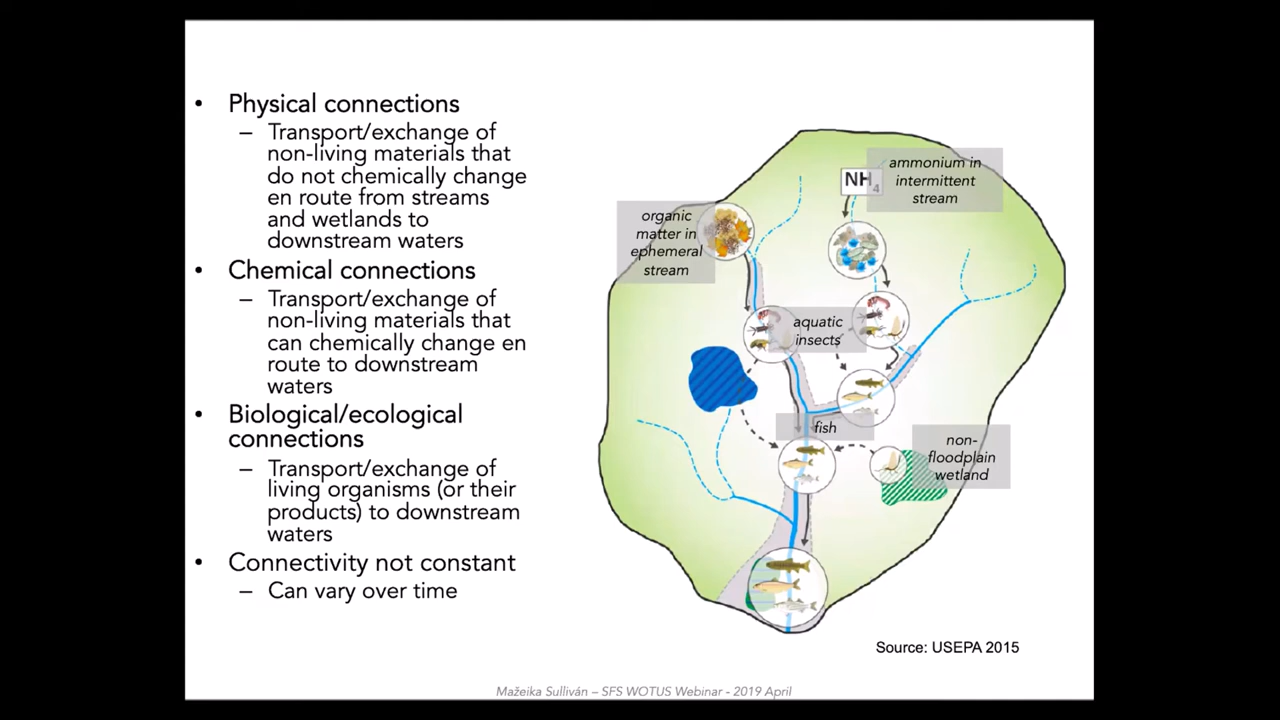 • Physical connections
– Transport/exchange of
non-living materials that
do not chemically change
en route from streams
and wetlands to
downstream waters
• Chemical connections
– Transport/exchange of
non-living materials that
can chemically change en
route to downstream
waters
• Biological/ecological
connections
– Transport/exchange of
living organisms (or their
products) to downstream
waters
• Connectivity not constant
– Can vary over time
organic
matter in
ephemeral
stream
NH4
ammonium in
intermittent
stream
aquatic
insects
fish
non-
floodplain
wetland
Source: USEPA 2015
Mažeika Sulliván – SFS WOTUS Webinar - 2019 April